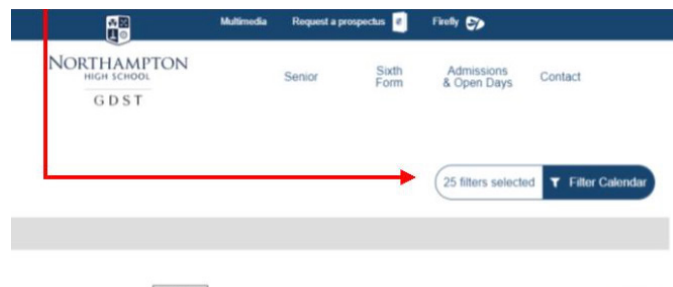 Multimedia Request a prospectus Firefly
NORTHAMPTON
HIGH SCHOOL
GDST
Senior
Sixth
Form
Admissions
& Open Days
Contact
25 filters selected Filter Calendar